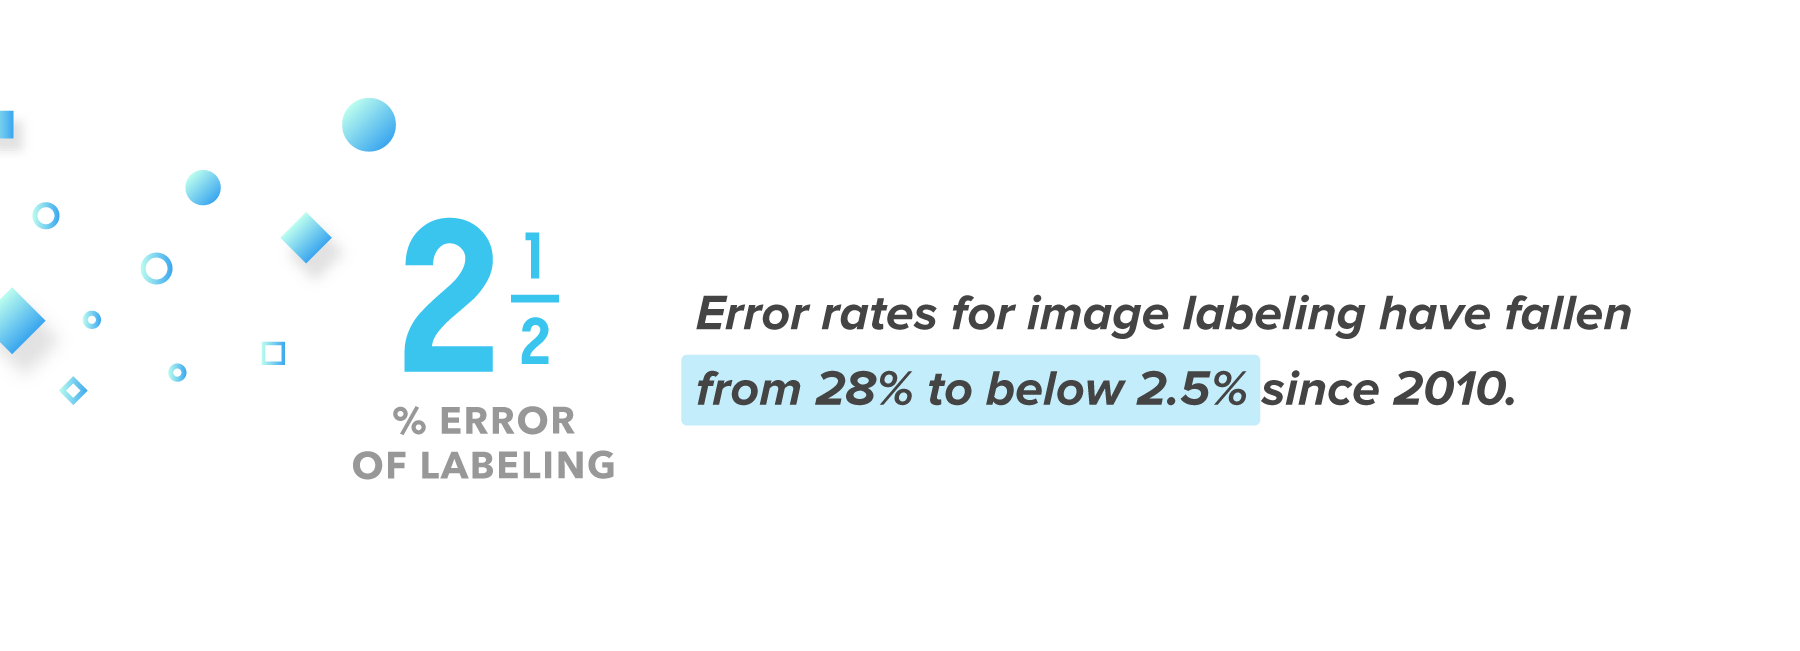 2 1/2
% ERROR
OF LABELING
Error rates for image labeling have fallen
from 28% to below 2.5% since 2010.